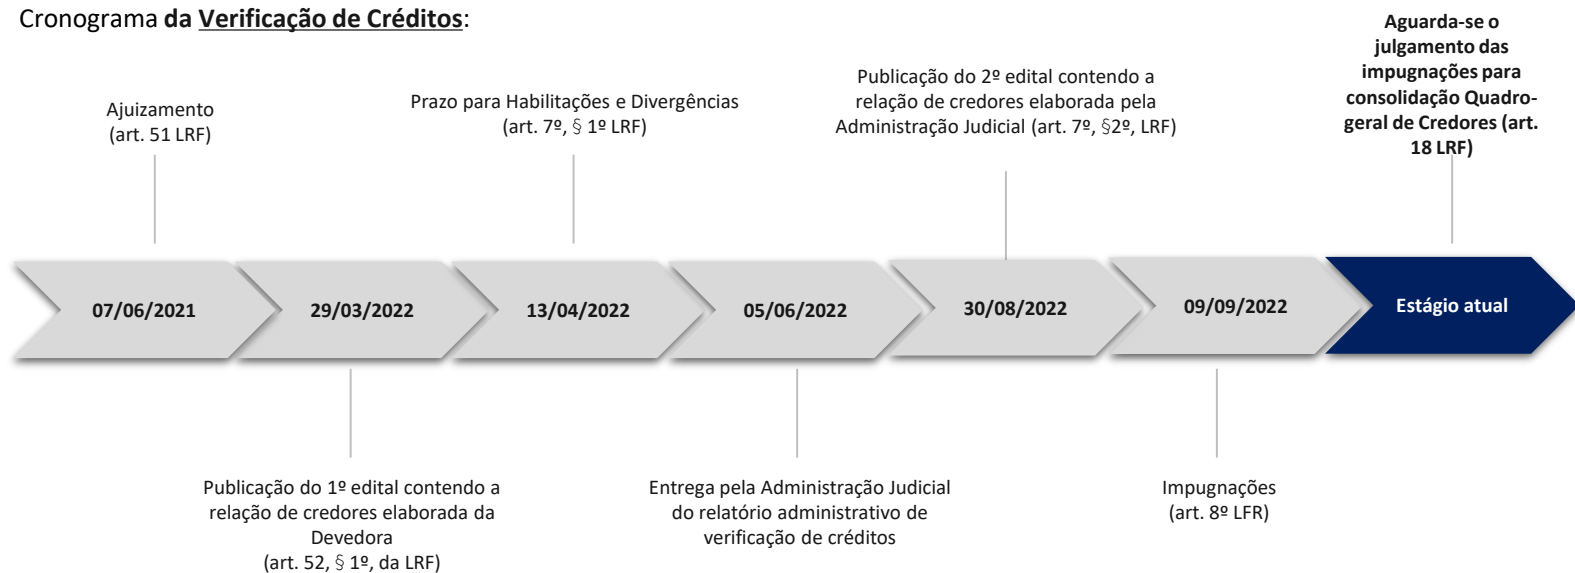 Cronograma da Verificação de Créditos:
Ajuizamento
(art. 51 LRF)
Prazo para Habilitações e Divergências
(art. 7º, § 1º LRF)
Publicação do 2º edital contendo a
relação de credores elaborada pela
Administração Judicial (art. 7º, §2º, LRF)
Aguarda-se o
julgamento das
impugnações para
consolidação Quadro-
geral de Credores (art.
18 LRF)
07/06/2021
29/03/2022
13/04/2022
05/06/2022
30/08/2022
09/09/2022
Estágio atual
Publicação do 1º edital contendo a
relação de credores elaborada da
Devedora
(art. 52, § 1º, da LRF)
Entrega pela Administração Judicial
do relatório administrativo de
verificação de créditos
Impugnações
(art. 8º LFR)